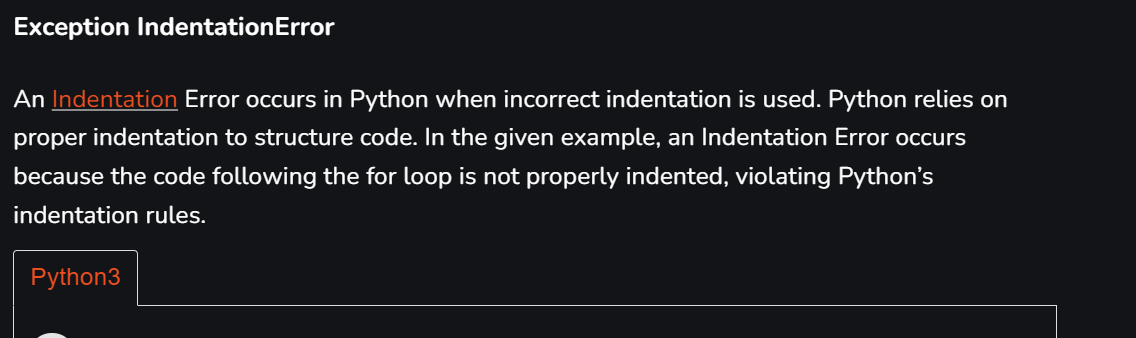 Exception IndentationError
An Indentation Error occurs in Python when incorrect indentation is used. Python relies on
proper indentation to structure code. In the given example, an Indentation Error occurs
because the code following the for loop is not properly indented, violating Python’s
indentation rules.
Python3